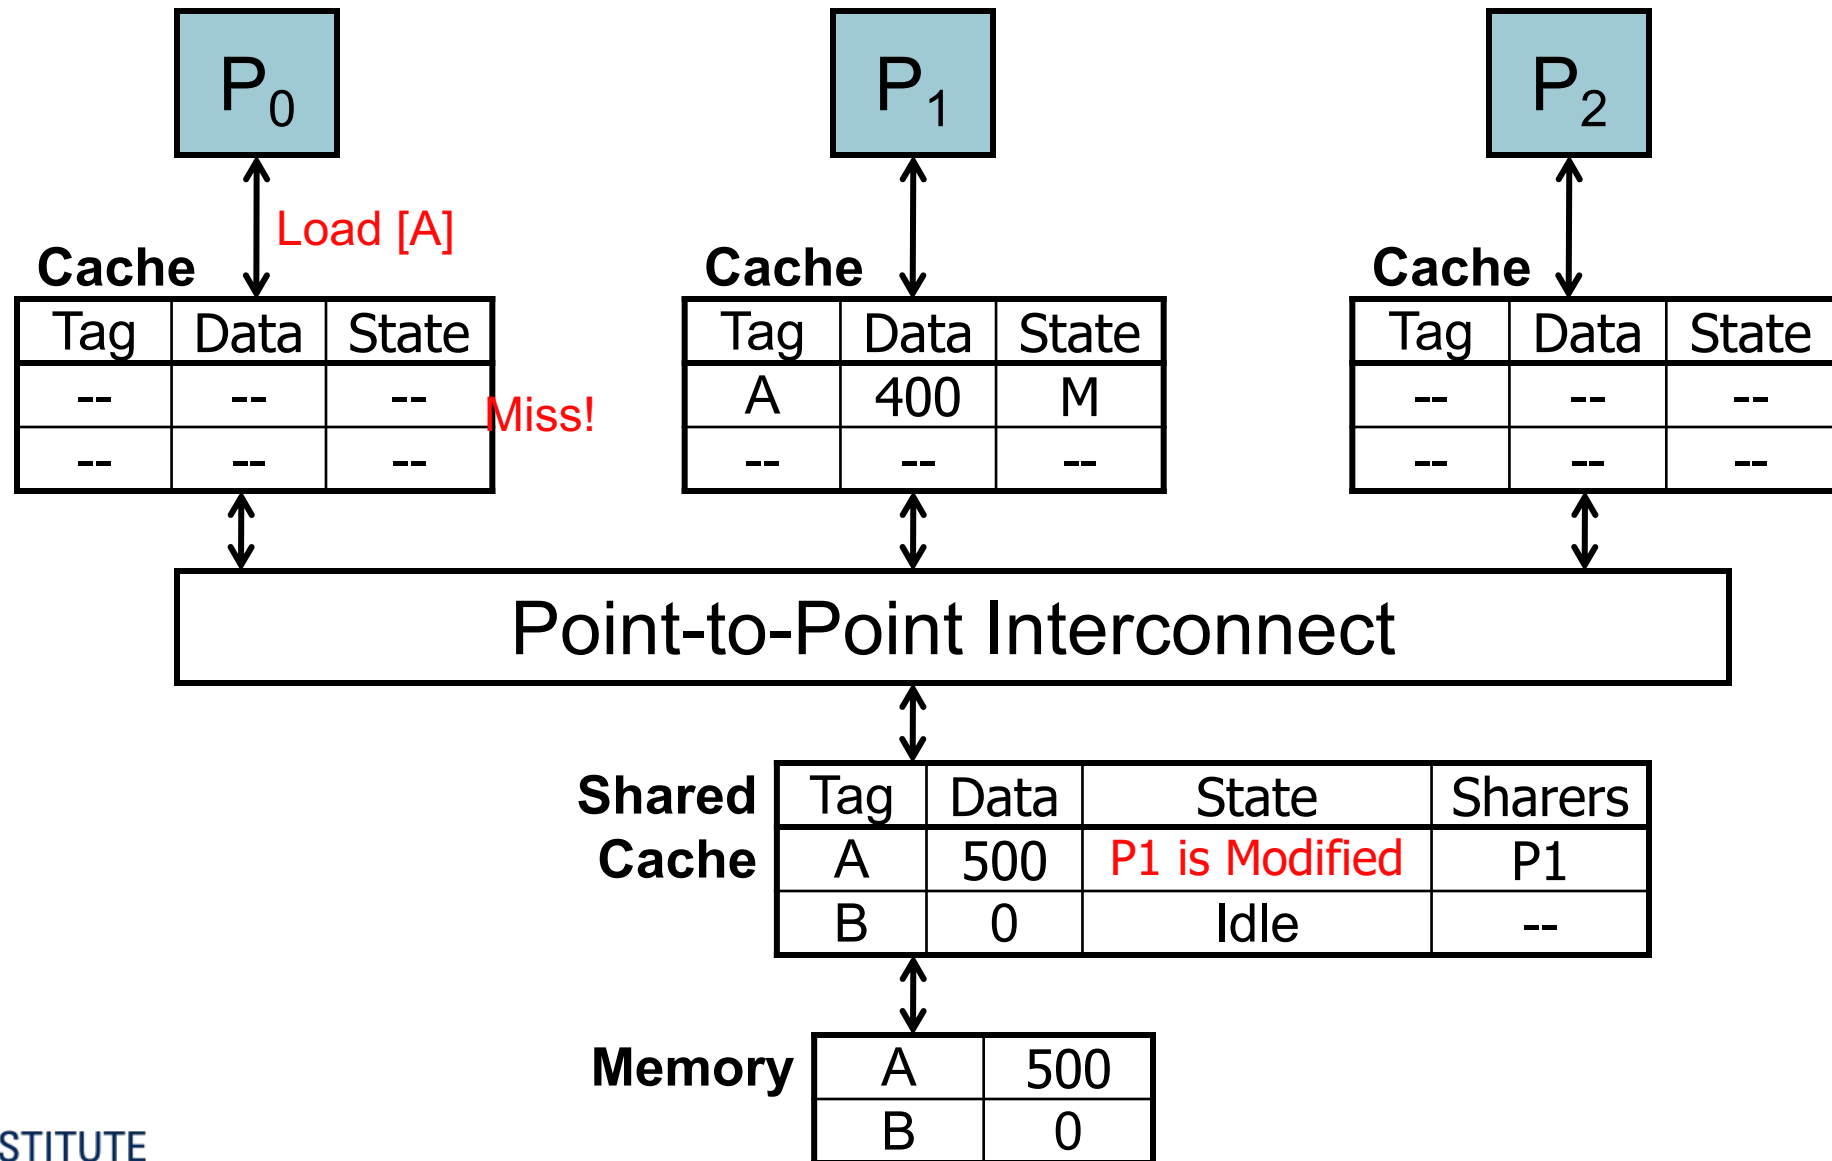 P0 P1 P2
Load [A]
Cache Cache Cache
Tag Data State Tag Data State Tag Data State
-- -- -- Miss! A 400 M -- -- --
-- -- -- -- -- -- -- -- --
Point-to-Point Interconnect
Shared Tag Data State Sharers
Cache A 500 P1 is Modified P1
B 0 Idle --
Memory A 500
B 0
STITUTE